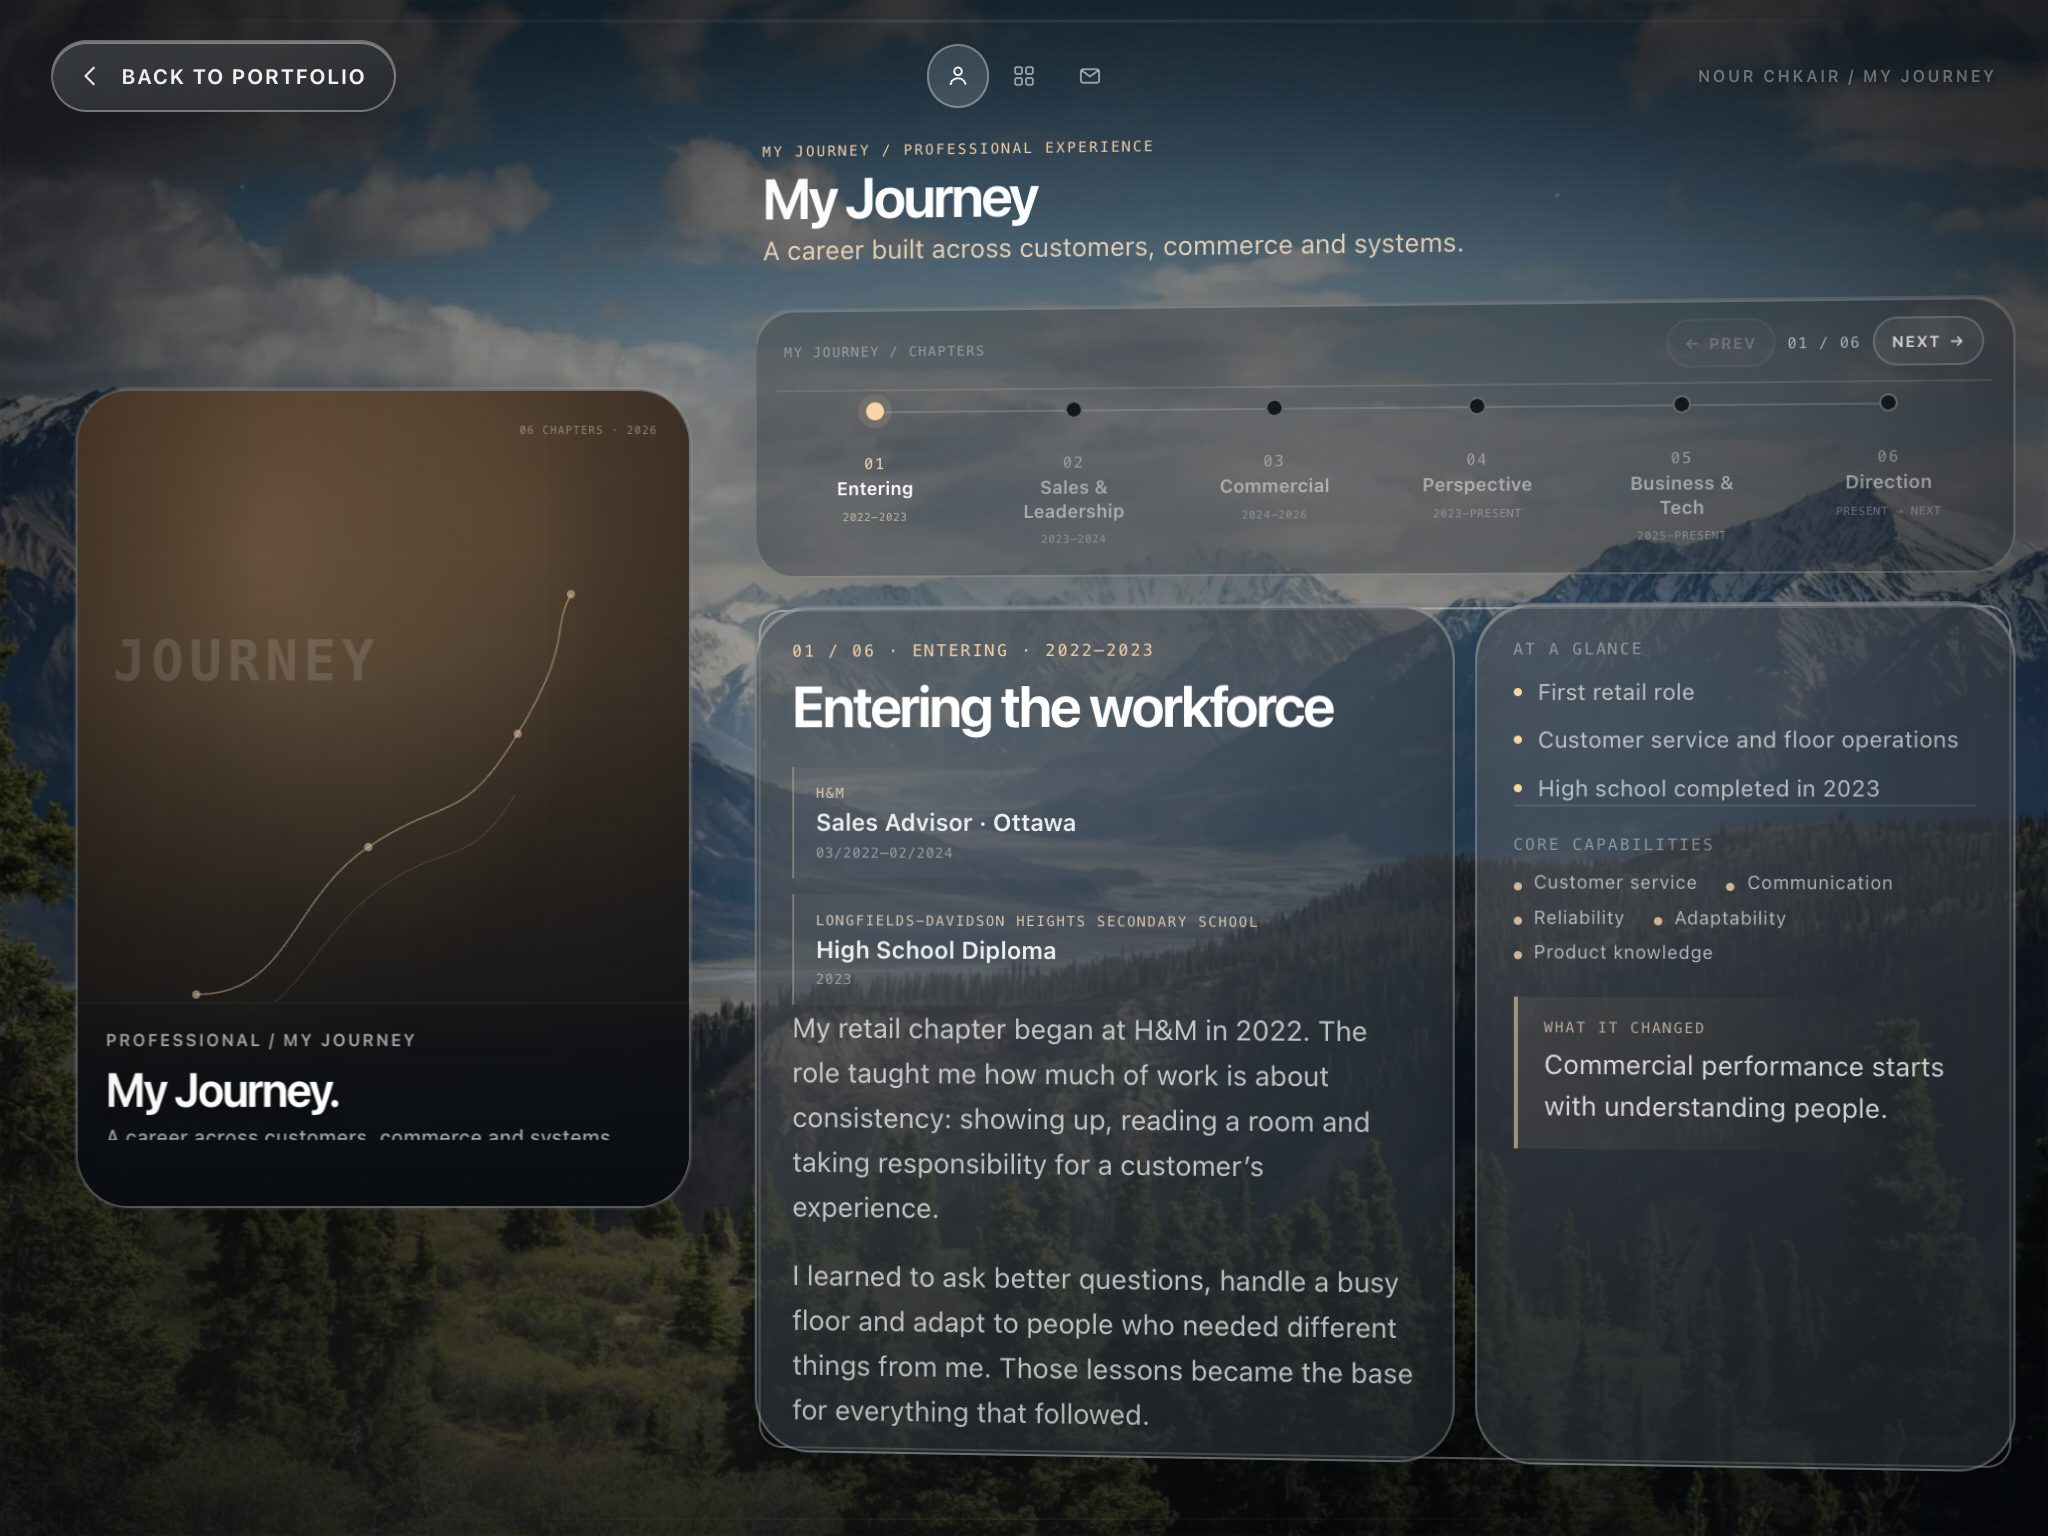 BACK TO PORTFOLIO
NOUR CHKAIR / MY JOURNEY
MY JOURNEY / PROFESSIONAL EXPERIENCE
My Journey
A career built across customers, commerce and systems.
MY JOURNEY / CHAPTERS
← PREV
01 / 06
NEXT →
01
Entering
2022–2023
02
Sales &
Leadership
2023–2024
03
Commercial
2024–2026
04
Perspective
2023–PRESENT
05
Business &
Tech
2025–PRESENT
06
Direction
PRESENT → NEXT
06 CHAPTERS · 2026
JOURNEY
PROFESSIONAL / MY JOURNEY
My Journey.
A career across customers, commerce and systems
01 / 06 · ENTERING · 2022–2023
Entering the workforce
H&M
Sales Advisor · Ottawa
03/2022–02/2024
LONGFIELDS-DAVIDSON HEIGHTS SECONDARY SCHOOL
High School Diploma
2023
My retail chapter began at H&M in 2022. The
role taught me how much of work is about
consistency: showing up, reading a room and
taking responsibility for a customer’s
experience.
I learned to ask better questions, handle a busy
floor and adapt to people who needed different
things from me. Those lessons became the base
for everything that followed.
AT A GLANCE
• First retail role
• Customer service and floor operations
• High school completed in 2023
CORE CAPABILITIES
• Customer service • Communication
• Reliability • Adaptability
• Product knowledge
WHAT IT CHANGED
Commercial performance starts
with understanding people.